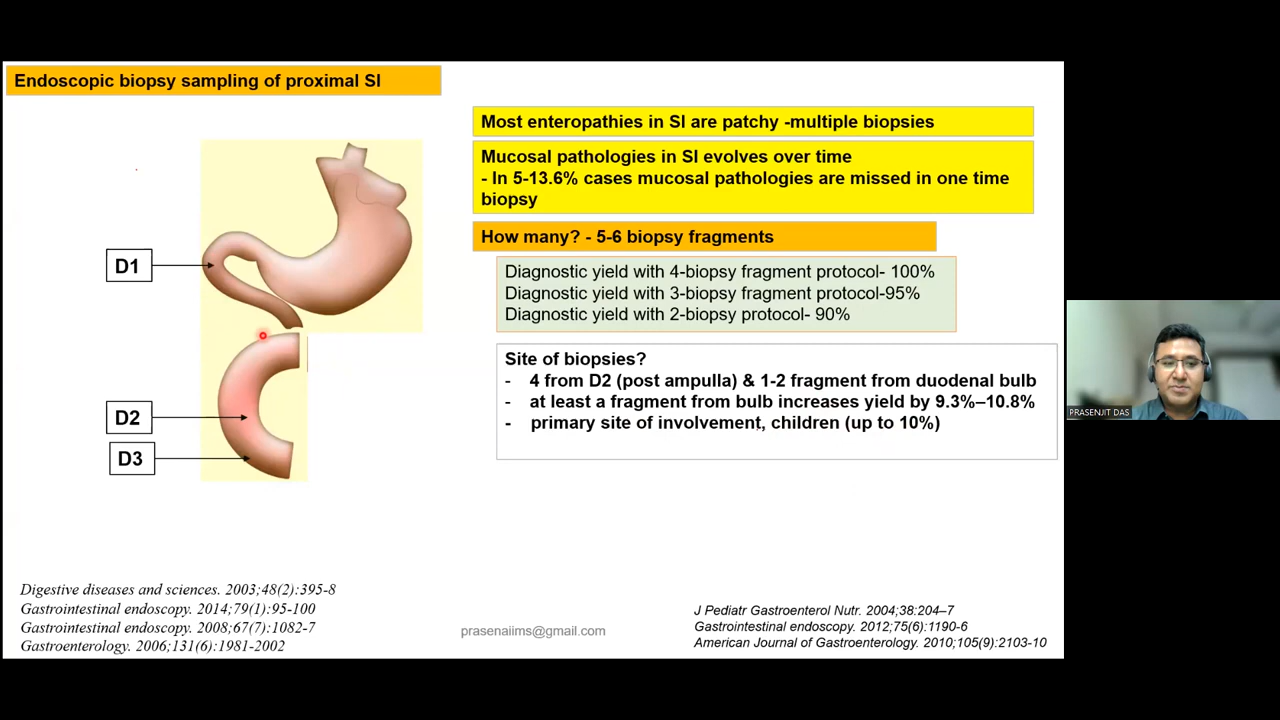 Endoscopic biopsy sampling of proximal SI
Most enteropathies in SI are patchy -multiple biopsies
Mucosal pathologies in SI evolves over time
- In 5-13.6% cases mucosal pathologies are missed in one time
biopsy
How many? - 5-6 biopsy fragments
Diagnostic yield with 4-biopsy fragment protocol- 100%
Diagnostic yield with 3-biopsy fragment protocol-95%
Diagnostic yield with 2-biopsy protocol- 90%
Site of biopsies?
- 4 from D2 (post ampulla) & 1-2 fragment from duodenal bulb
- at least a fragment from bulb increases yield by 9.3%–10.8%
- primary site of involvement, children (up to 10%)
D1
D2
D3
Digestive diseases and sciences. 2003;48(2):395-8
Gastrointestinal endoscopy. 2014;79(1):95-100
Gastrointestinal endoscopy. 2008;67(7):1082-7
Gastroenterology. 2006;131(6):1981-2002
prasenaiims@gmail.com
J Pediatr Gastroenterol Nutr. 2004;38:204–7
Gastrointestinal endoscopy. 2012;75(6):1190-6
American Journal of Gastroenterology. 2010;105(9):2103-10
PRASENJIT DAS